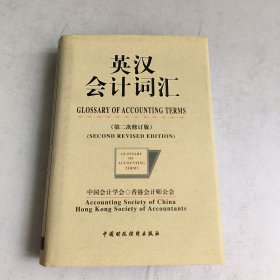 英汉
会计词汇
GLOSSARY OF ACCOUNTING TERMS
(第二次修订版)
(SECOND REVISED EDITION)
GLOSSARY
OF
ACCOUNTING
TERMS
中国会计学会◇香港会计师公会
Accounting Society of China
Hong Kong Society of Accountants
中国财政经济出版社